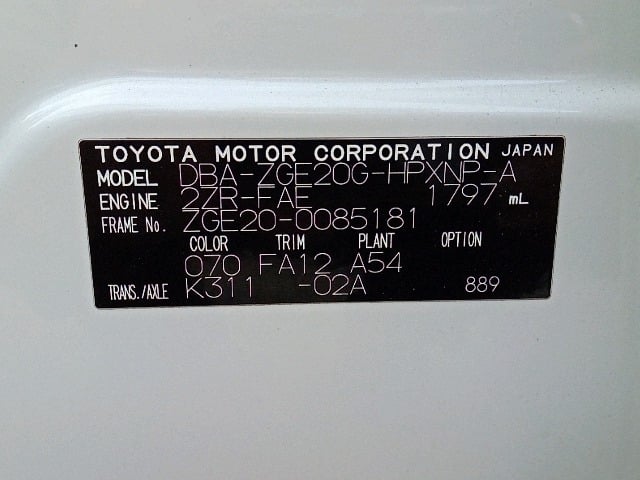 TOYOTA MOTOR CORPORATION JAPAN
MODEL DBA-ZGE20G-HPXNP-A
ENGINE 2ZR-FAE 1797 mL
FRAME No. ZGE20-0085181
COLOR TRIM PLANT OPTION
070 FA12 A54
TRANS./AXLE K311 -02A 889